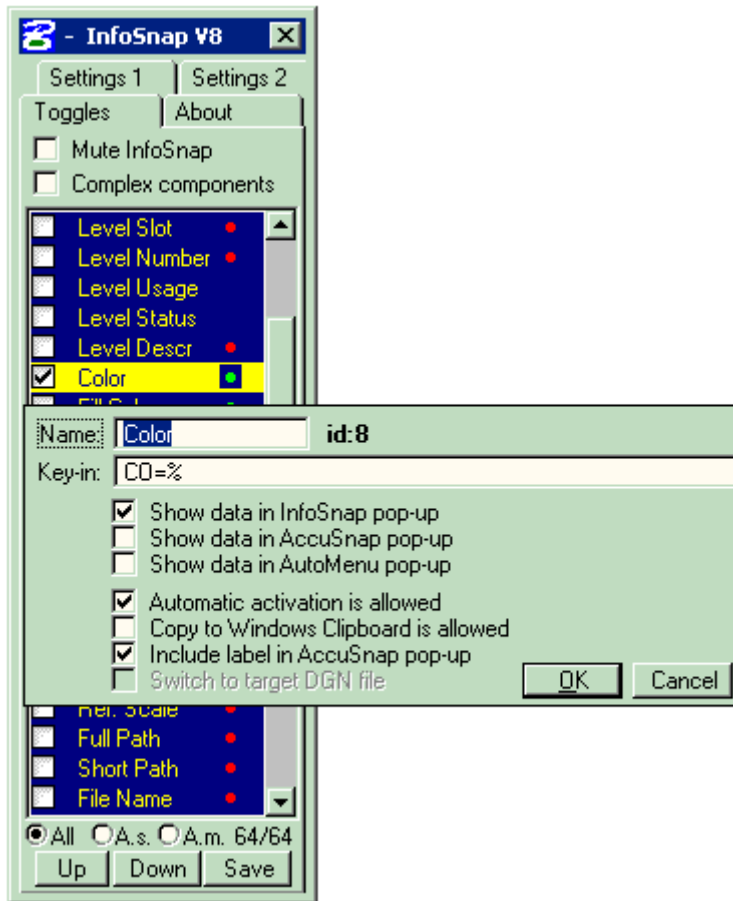 - InfoSnap V8
Settings 1 Settings 2
Toggles About
Mute InfoSnap
Complex components
Level Slot
Level Number
Level Usage
Level Status
Level Descr
Color
Name: Color id:8
Key-in: CO=%
Show data in InfoSnap pop-up
Show data in AccuSnap pop-up
Show data in AutoMenu pop-up
Automatic activation is allowed
Copy to Windows Clipboard is allowed
Include label in AccuSnap pop-up
Switch to target DGN file
OK Cancel
Ref. Scale
Full Path
Short Path
File Name
All A.s. A.m. 64/64
Up Down Save